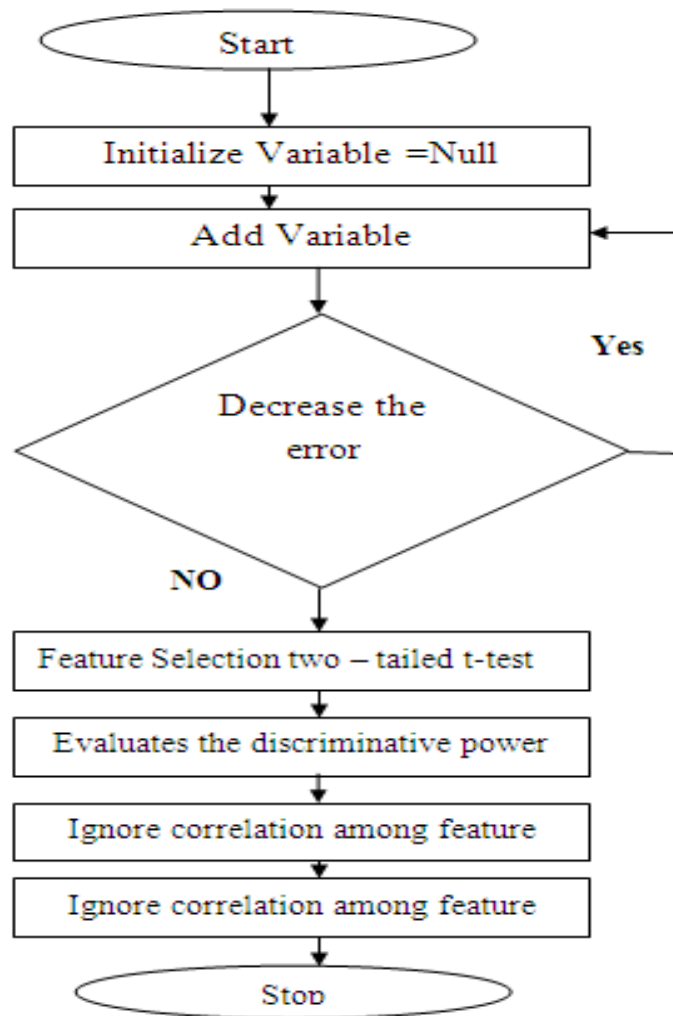 Start
Initialize Variable =Null
Add Variable
Yes
Decrease the
error
NO
Feature Selection two – tailed t-test
Evaluates the discriminative power
Ignore correlation among feature
Ignore correlation among feature
Stop